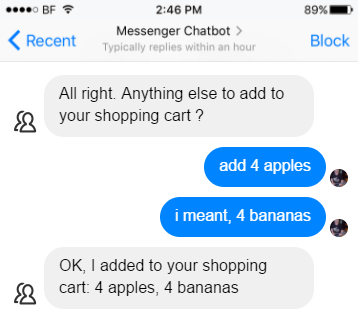 BF 2:46 PM 89%
Recent Messenger Chatbot Block
Typically replies within an hour
All right. Anything else to add to
your shopping cart ?
add 4 apples
i meant, 4 bananas
OK, I added to your shopping
cart: 4 apples, 4 bananas